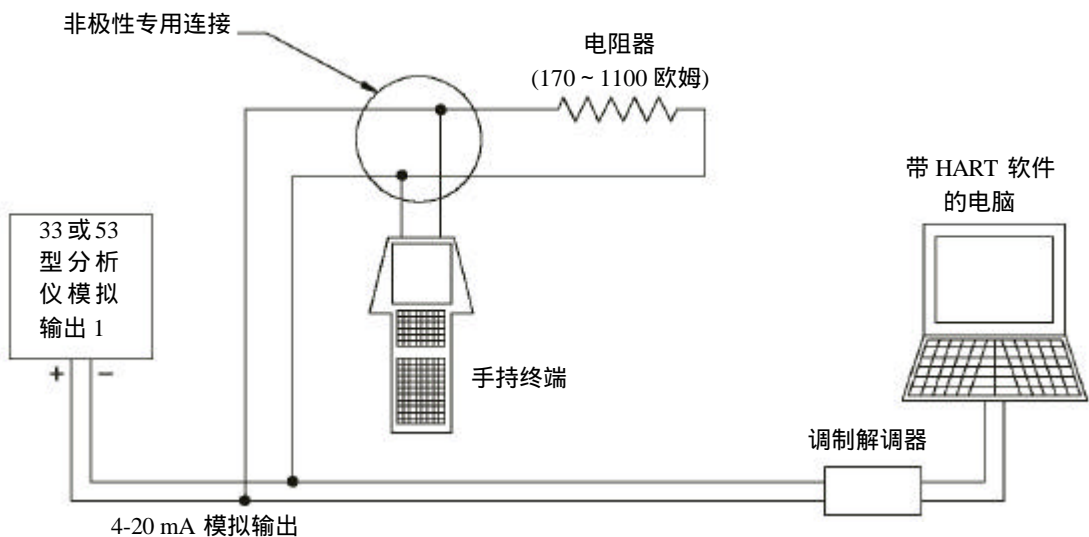 非极性专用连接
电阻器
(170 ~ 1100 欧姆)
带 HART 软件
的电脑
33 或 53
型分析
仪模拟
输出 1
+ −
手持终端
调制解调器
4-20 mA 模拟输出